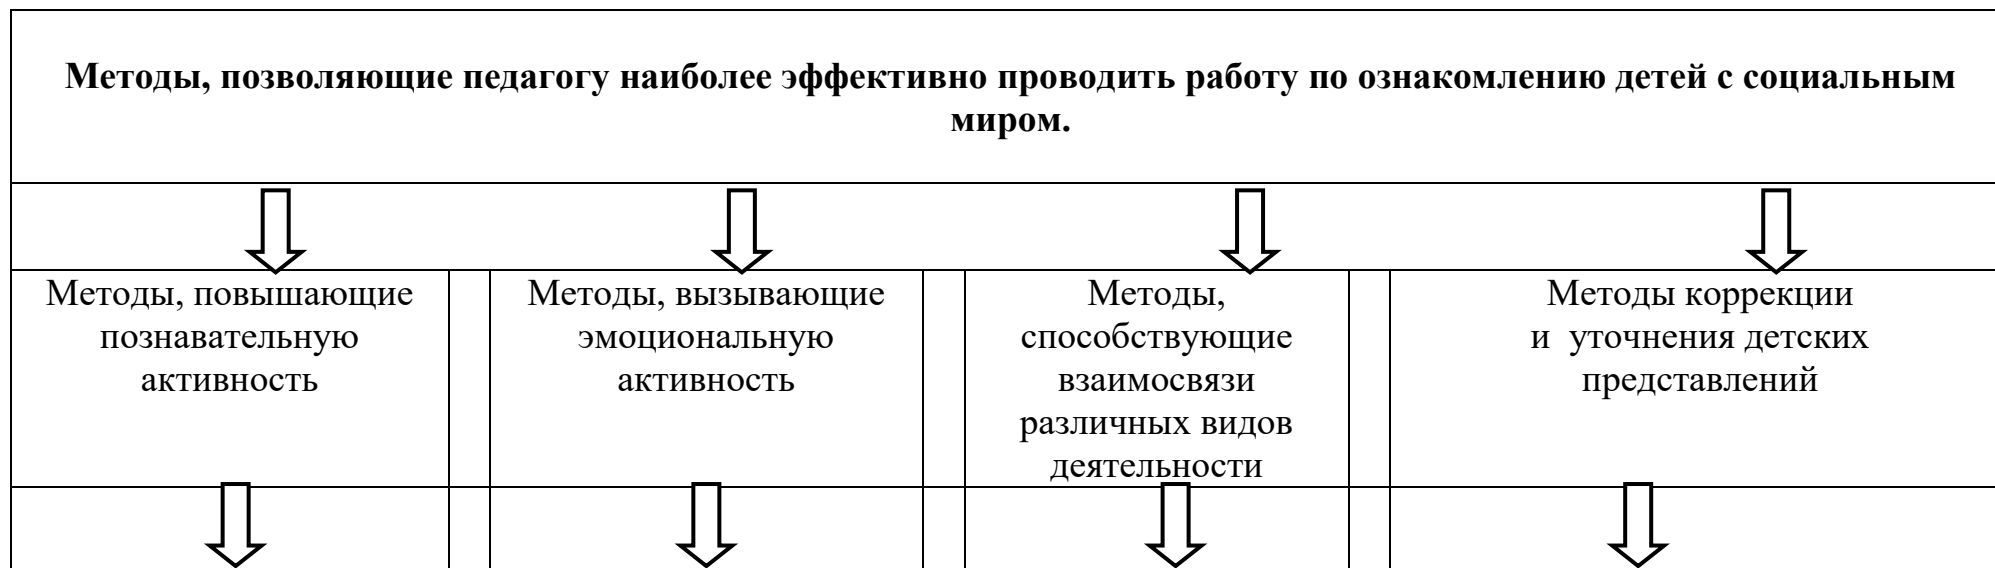 Методы, позволяющие педагогу наиболее эффективно проводить работу по ознакомлению детей с социальным
миром.
Методы, повышающие
познавательную
активность
Методы, вызывающие
эмоциональную
активность
Методы,
способствующие
взаимосвязи
различных видов
деятельности
Методы коррекции
и  уточнения детских
представлений